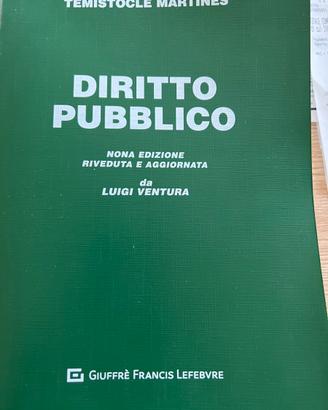 TEMISTOCLE MARTINES
DIRITTO
PUBBLICO
NONA EDIZIONE
RIVEDUTA E AGGIORNATA
da
LUIGI VENTURA
GIUFFRÈ FRANCIS LEFEBVRE